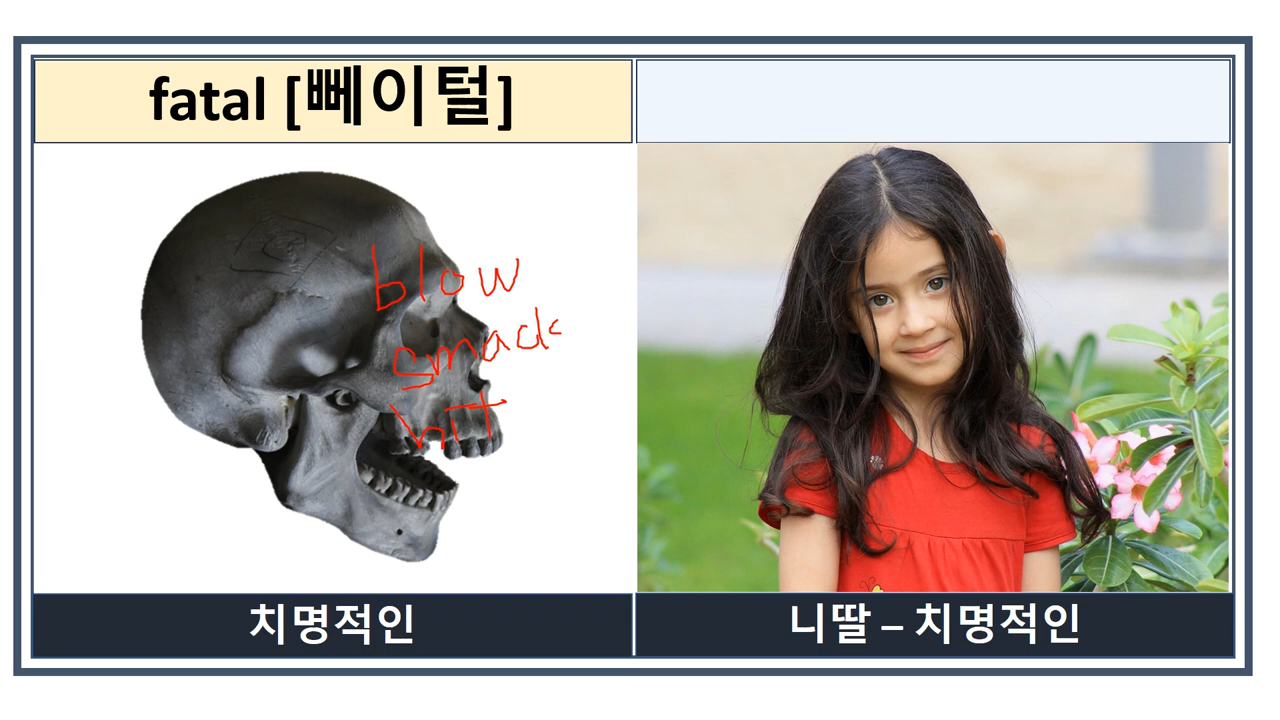 fatal [뻬이털]
blow
smack
hit
치명적인
니딸 – 치명적인